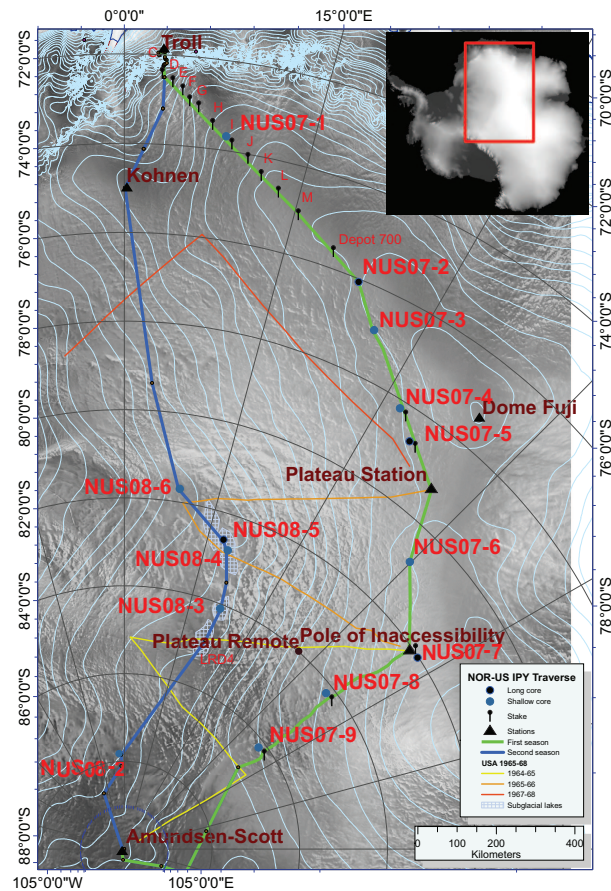 0°0'0"
15°0'0"E
72°0'0"S
74°0'0"S
76°0'0"S
78°0'0"S
80°0'0"S
82°0'0"S
84°0'0"S
86°0'0"S
88°0'0"S
70°0'0"S
72°0'0"S
74°0'0"S
76°0'0"S
78°0'0"S
Troll
C
D
E
F
G
H
I
NUS07-1
J
K
Kohnen
L
M
Depot 700
NUS07-2
NUS07-3
NUS07-4
Dome Fuji
NUS07-5
Plateau Station
NUS08-6
NUS08-5
NUS08-4
NUS07-6
NUS08-3
Plateau Remote
Pole of Inaccessibility
NUS07-7
NUS07-8
NUS07-9
NUS08-2
Amundsen-Scott
NOR-US IPY Traverse
Long core
Shallow core
Stake
Stations
First season
Second season
USA 1965-68
1964-65
1965-66
1967-68
Subglacial lakes
0 100 200 400
Kilometers
105°0'0"W
105°0'0"E